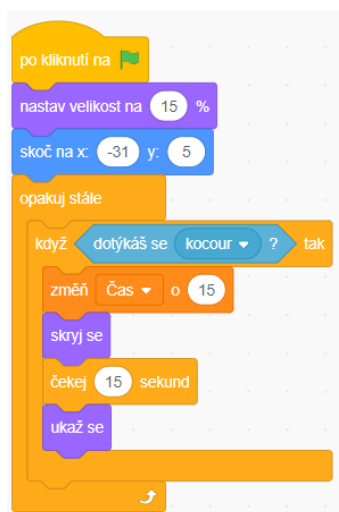 po kliknutí na
nastav velikost na 15 %
skoč na x: -31 y: 5
opakuj stále
když dotýkáš se kocour ? tak
změň Čas o 15
skryj se
čekej 15 sekund
ukaž se